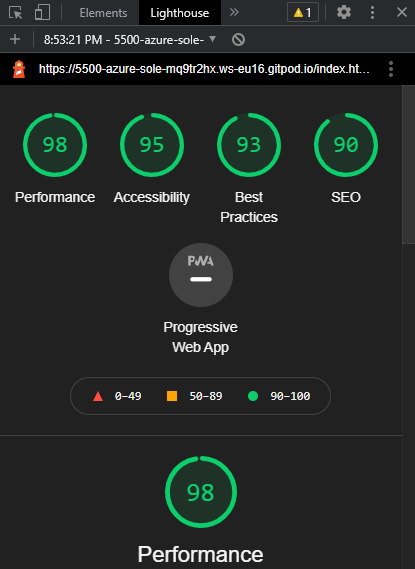 Elements Lighthouse » 1
8:53:21 PM - 5500-azure-sole-
https://5500-azure-sole-mq9tr2hx.ws-eu16.gitpod.io/index.ht…
98 95 93 90
Performance Accessibility Best Practices SEO
PWA
Progressive
Web App
0–49 50–89 90–100
98
Performance